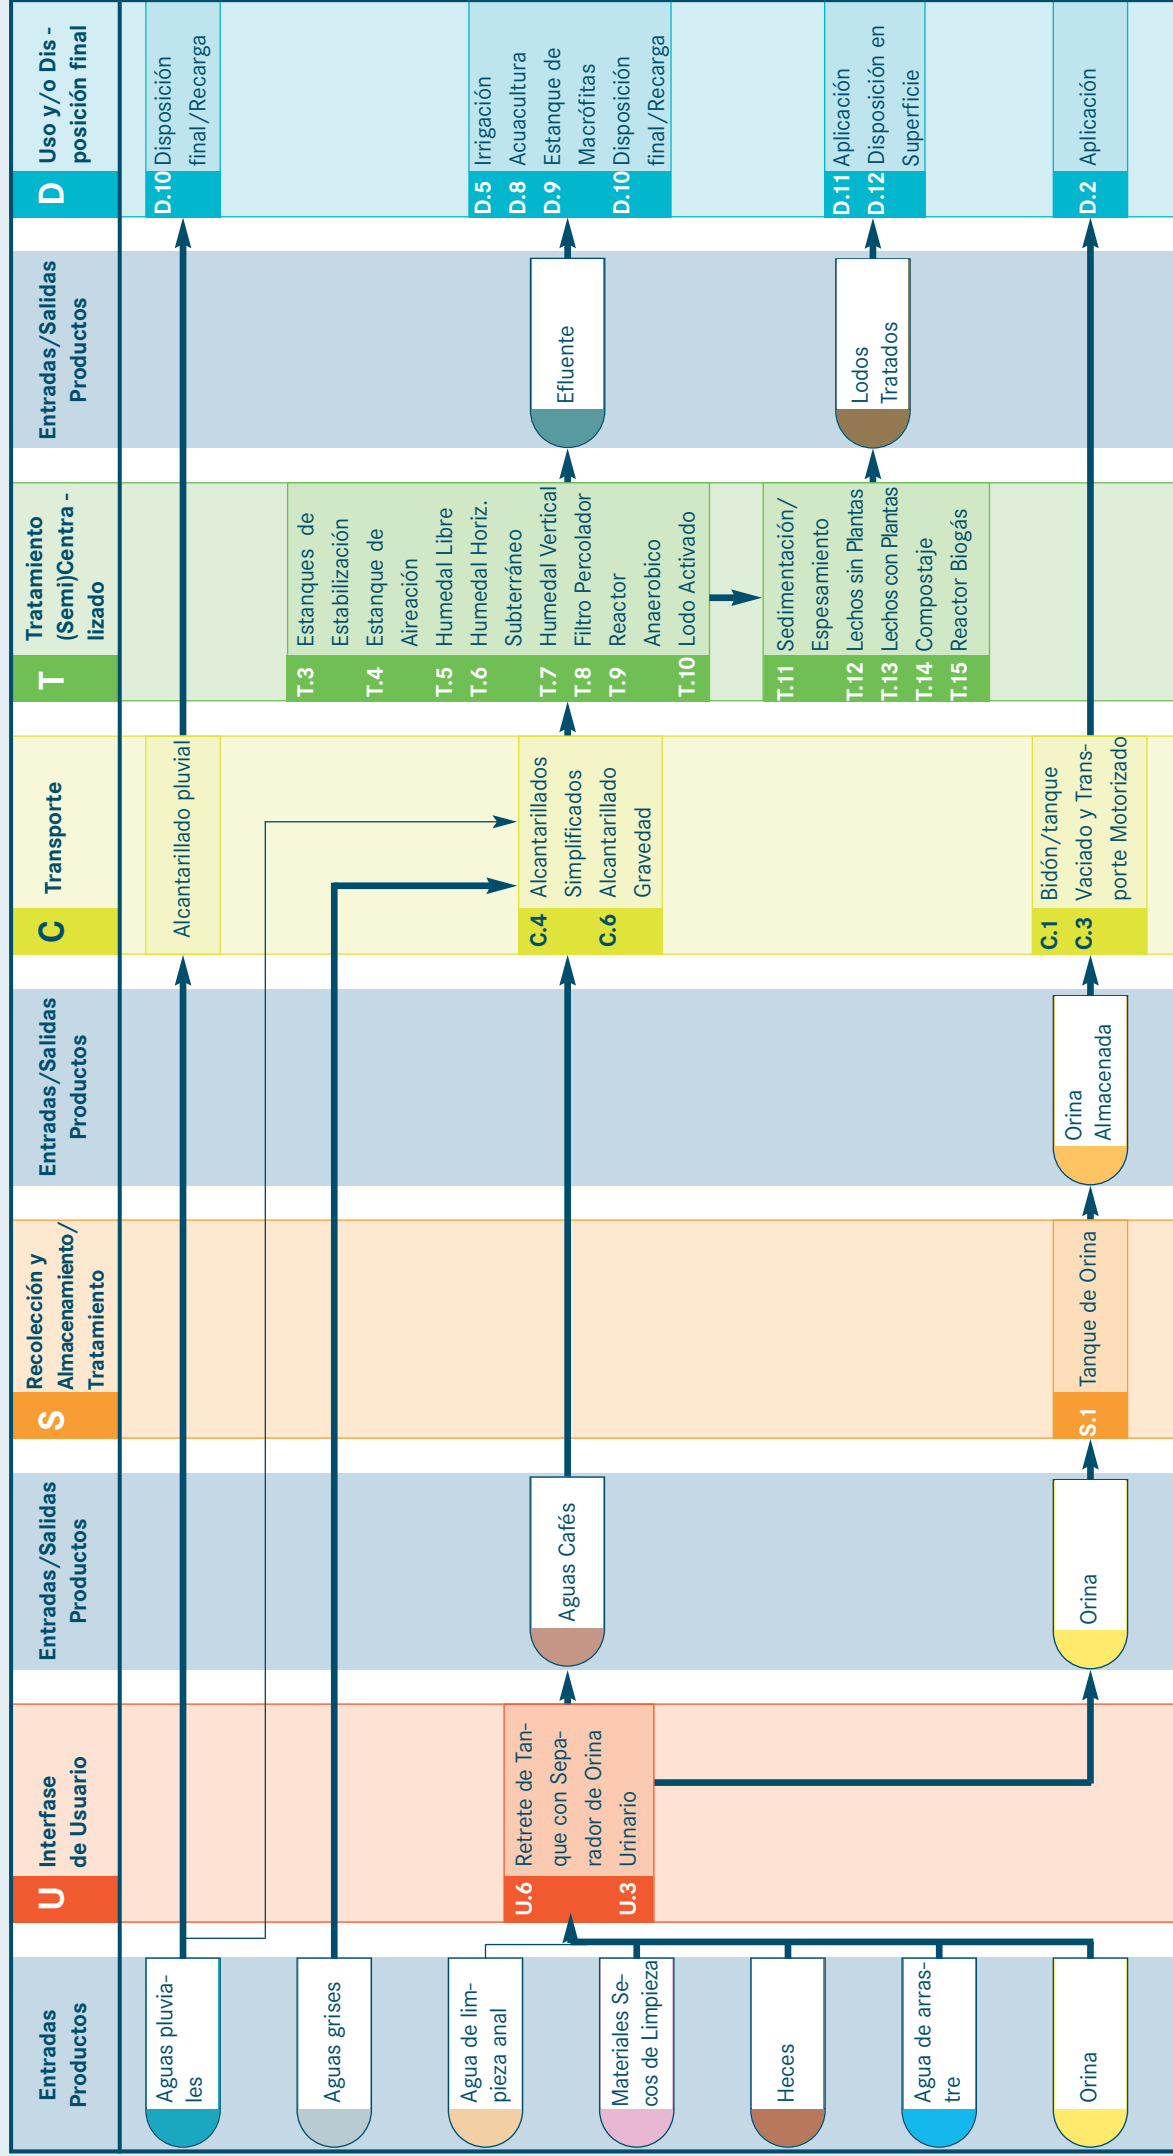 Entradas
Productos
U Interfase
de Usuario
Entradas/Salidas
Productos
S Recolección y
Almacenamiento/
Tratamiento
Entradas/Salidas
Productos
C Transporte
T Tratamiento
(Semi)Centra -
lizado
Entradas/Salidas
Productos
D Uso y/o Dis -
posición final
Aguas pluvia-
les
Aguas grises
Agua de lim-
pieza anal
Materiales Se-
cos de Limpieza
Heces
Agua de arras-
tre
Orina
U.6 Retrete de Tan-
que con Sepa-
rador de Orina
U.3 Urinario
Aguas Cafés
Orina
S.1 Tanque de Orina
Orina
Almacenada
Alcantarillado pluvial
C.4 Alcantarillados
Simplificados
C.6 Alcantarillado
Gravedad
C.1 Bidón/tanque
C.3 Vaciado y Trans-
porte Motorizado
T.3 Estanques de
Estabilización
T.4 Estanque de
Aireación
T.5 Humedal Libre
T.6 Humedal Horiz.
Subterráneo
T.7 Humedal Vertical
T.8 Filtro Percolador
T.9 Reactor
Anaerobico
T.10 Lodo Activado
T.11 Sedimentación/
Espesamiento
T.12 Lechos sin Plantas
T.13 Lechos con Plantas
T.14 Compostaje
T.15 Reactor Biogás
Efluente
Lodos
Tratados
D.10 Disposición
final/Recarga
D.5 Irrigación
D.8 Acuacultura
D.9 Estanque de
Macrófitas
D.10 Disposición
final/Recarga
D.11 Aplicación
D.12 Disposición en
Superficie
D.2 Aplicación